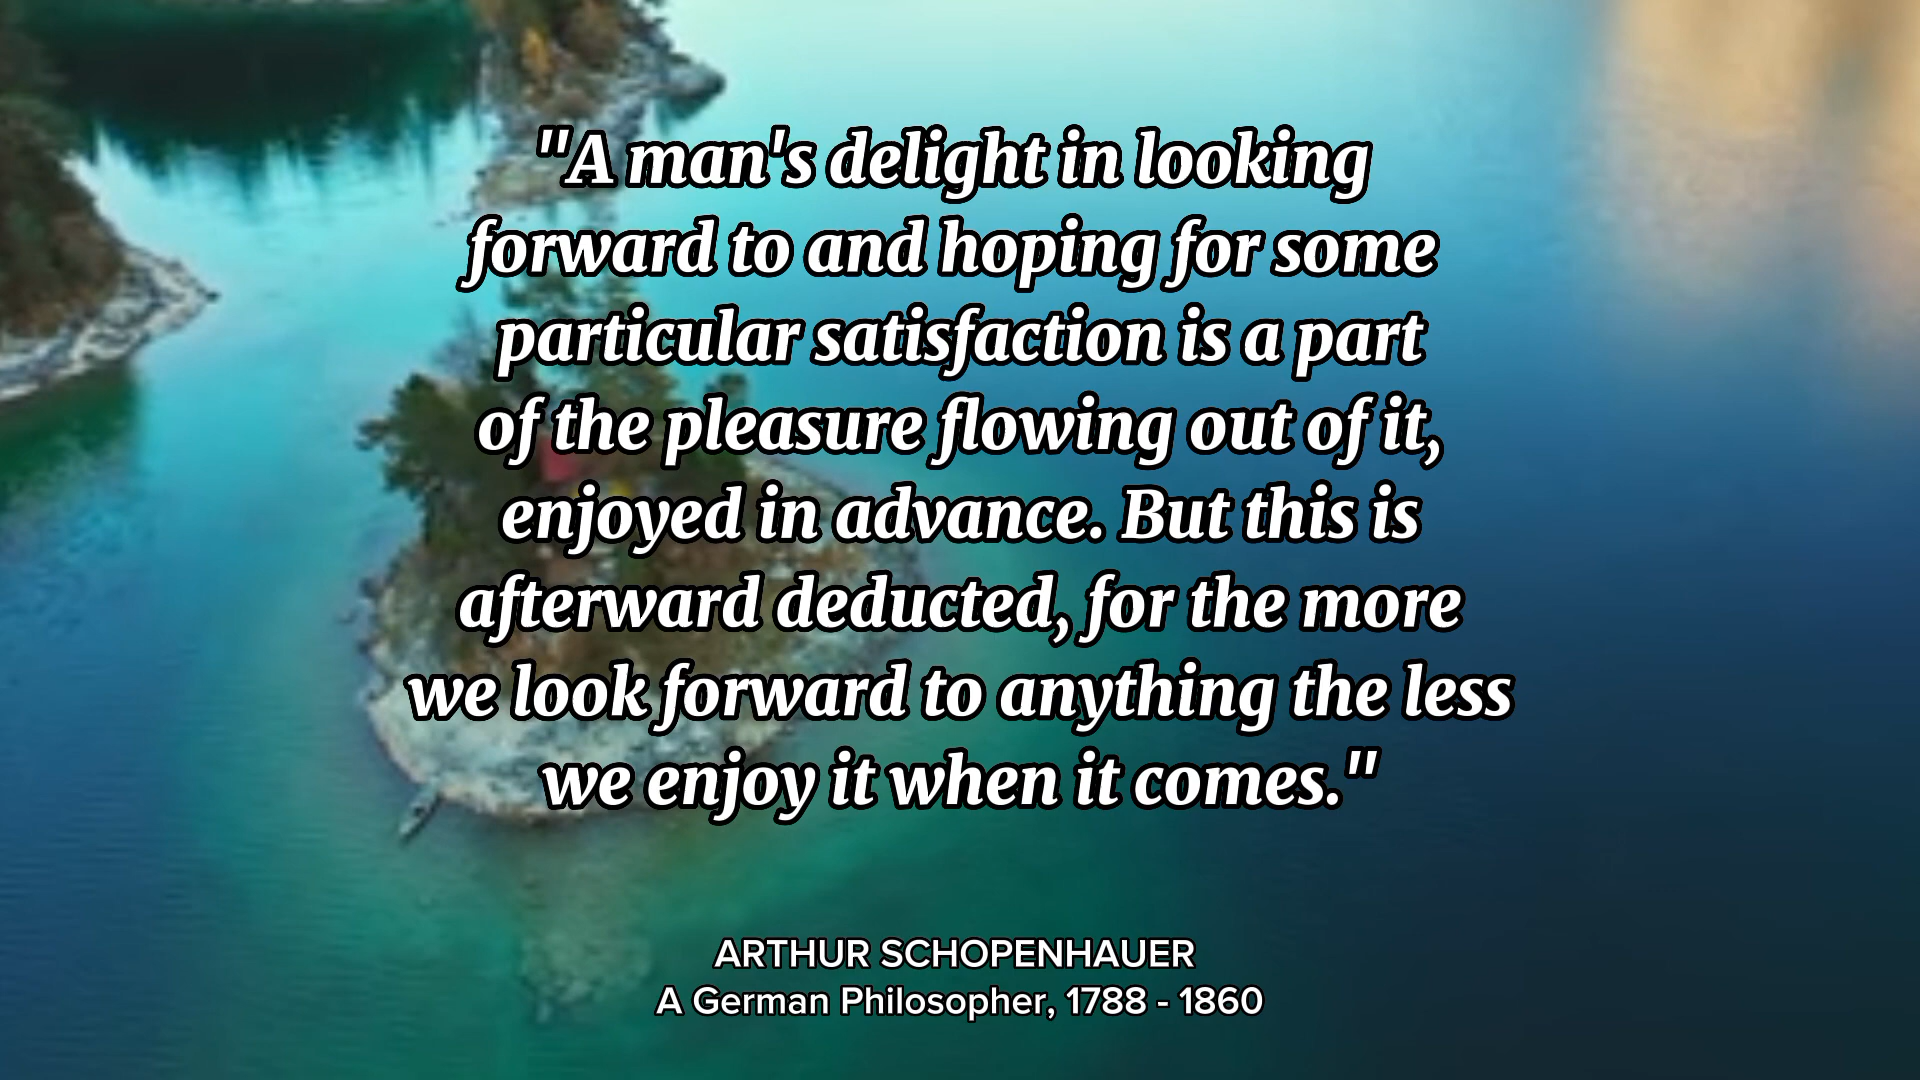 "A man's delight in looking
forward to and hoping for some
particular satisfaction is a part
of the pleasure flowing out of it,
enjoyed in advance. But this is
afterward deducted, for the more
we look forward to anything the less
we enjoy it when it comes."
ARTHUR SCHOPENHAUER
A German Philosopher, 1788 - 1860